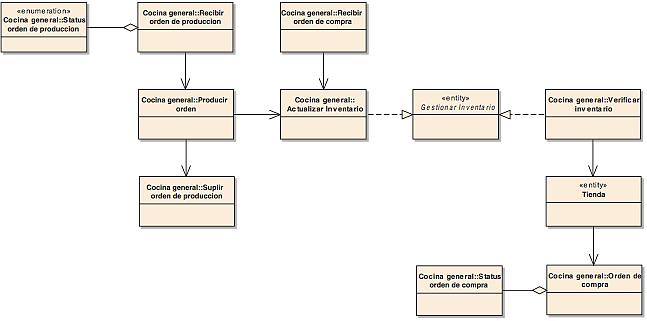 «enumeration»
Cocina general::Status
orden de produccion
Cocina general::Recibir
orden de produccion
Cocina general::Recibir
orden de compra
Cocina general::Producir
orden
Cocina general::
Actualizar Inventario
«entity»
Gestionar Inventario
Cocina general::Verificar
inventario
Cocina general::Suplir
orden de produccion
«entity»
Tienda
Cocina general::Status
orden de compra
Cocina general::Orden de
compra